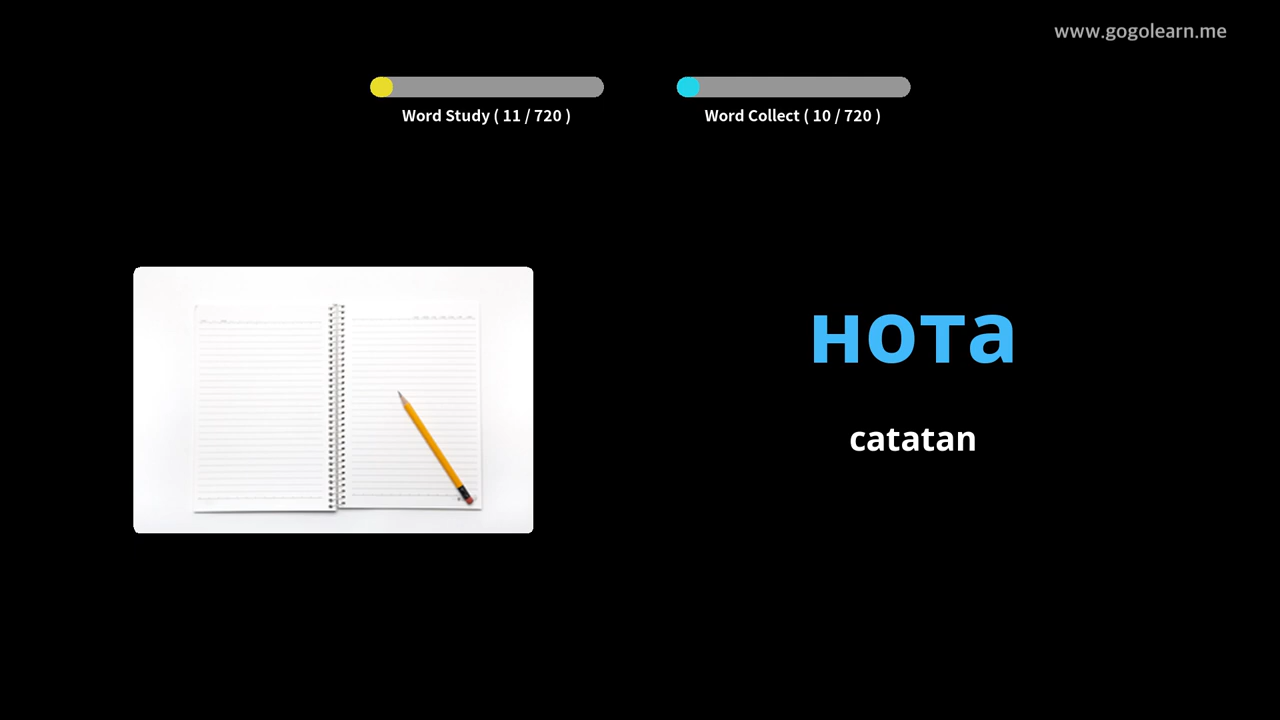 www.gogolearn.me
Word Study ( 11 / 720 )
Word Collect ( 10 / 720 )
нота
catatan